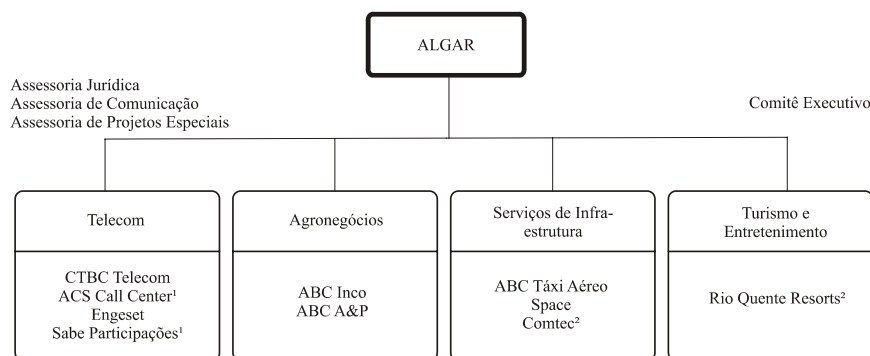 ALGAR
Assessoria Jurídica
Assessoria de Comunicação
Assessoria de Projetos Especiais
Comitê Executivo
Telecom
CTBC Telecom
ACS Call Center¹
Engeset
Sabe Participações¹
Agronegócios
ABC Inco
ABC A&P
Serviços de Infra-
estrutura
ABC Táxi Aéreo
Space
Comtec²
Turismo e
Entretenimento
Rio Quente Resorts²